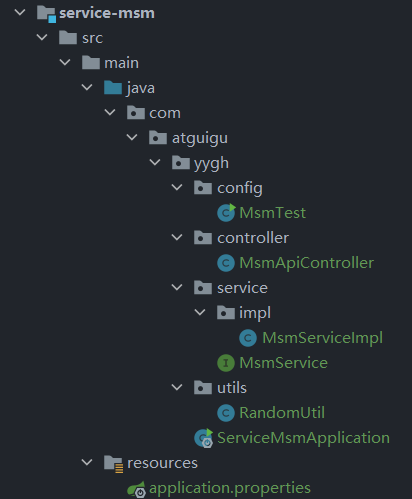 service-msm
src
main
java
com
atguigu
yygh
config
MsmTest
controller
MsmApiController
service
impl
MsmServiceImpl
MsmService
utils
RandomUtil
ServiceMsmApplication
resources
application.properties